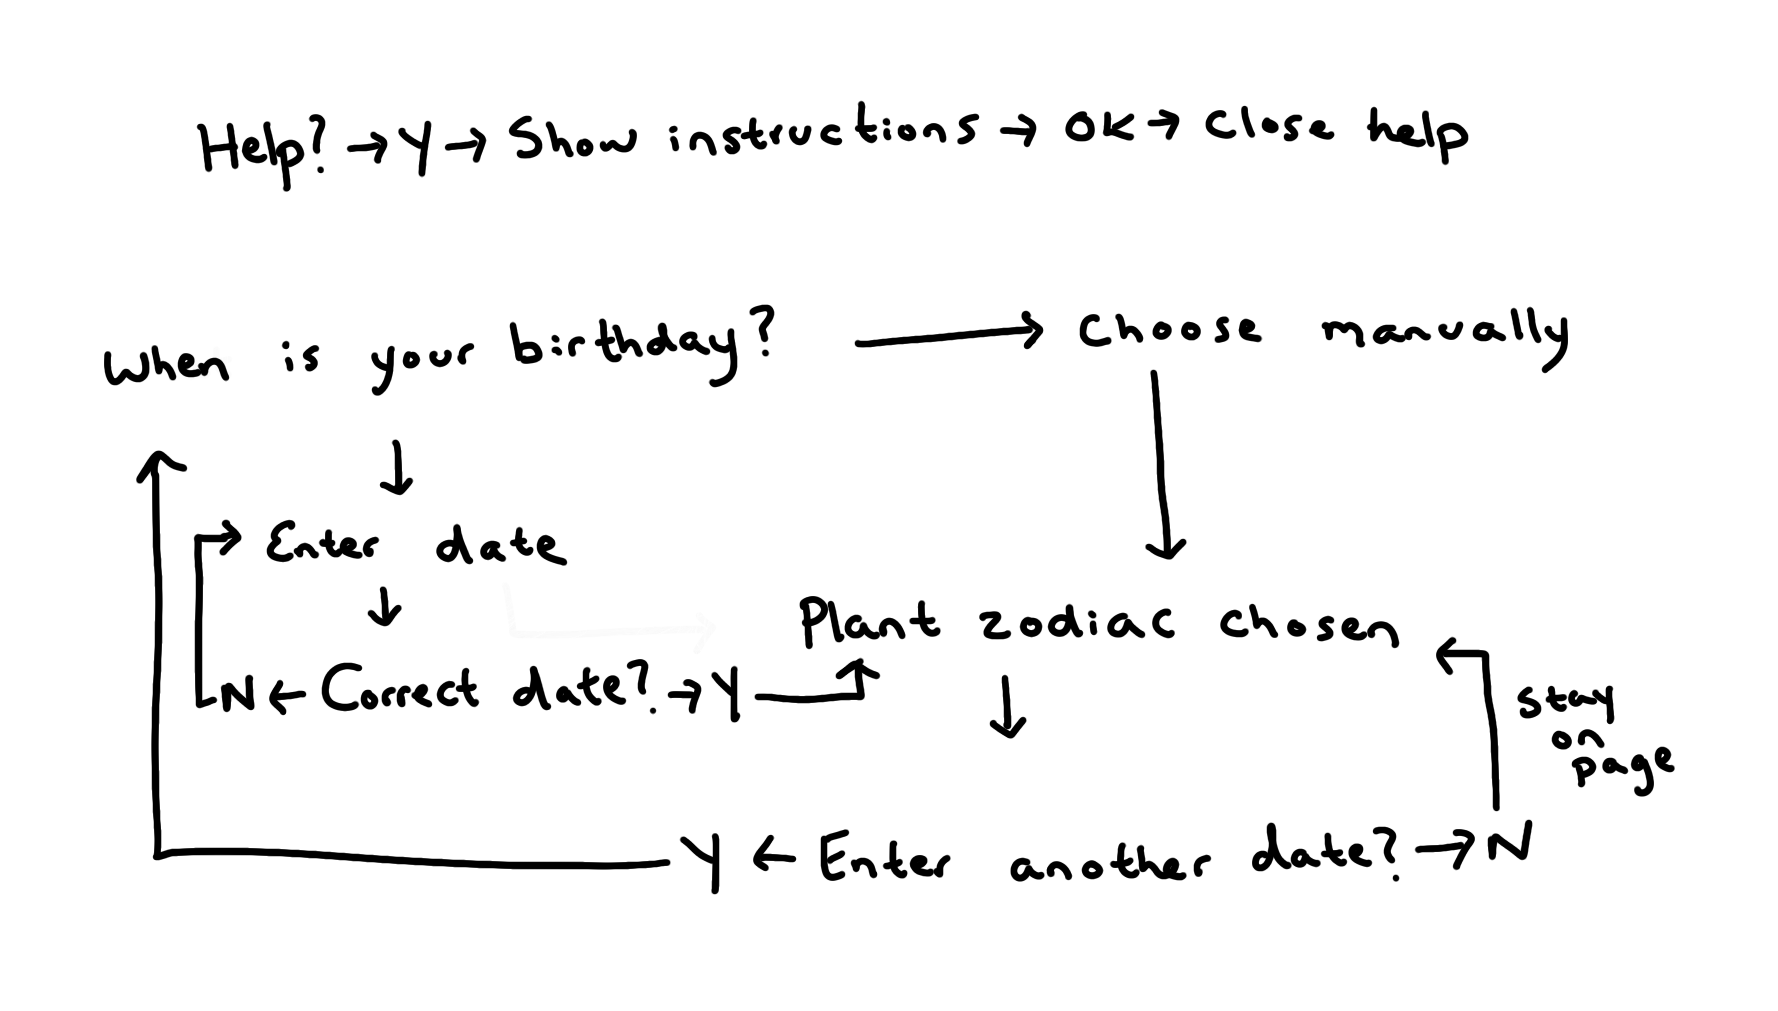 Help? → Y → Show instructions → OK → Close help
When is your birthday? → Choose manually
↓ ↓
Enter date
↓
Plant zodiac chosen
N ← Correct date? → Y
↓
stay
on
page
Y ← Enter another date? → N